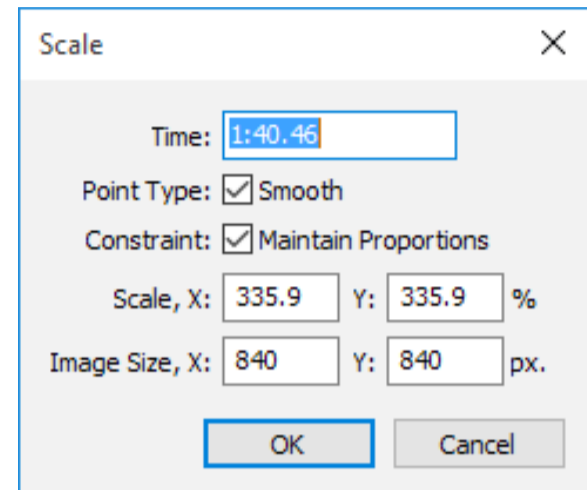 Scale
Time: 1:40.46
Point Type: Smooth
Constraint: Maintain Proportions
Scale, X: 335.9 Y: 335.9 %
Image Size, X: 840 Y: 840 px.
OK Cancel